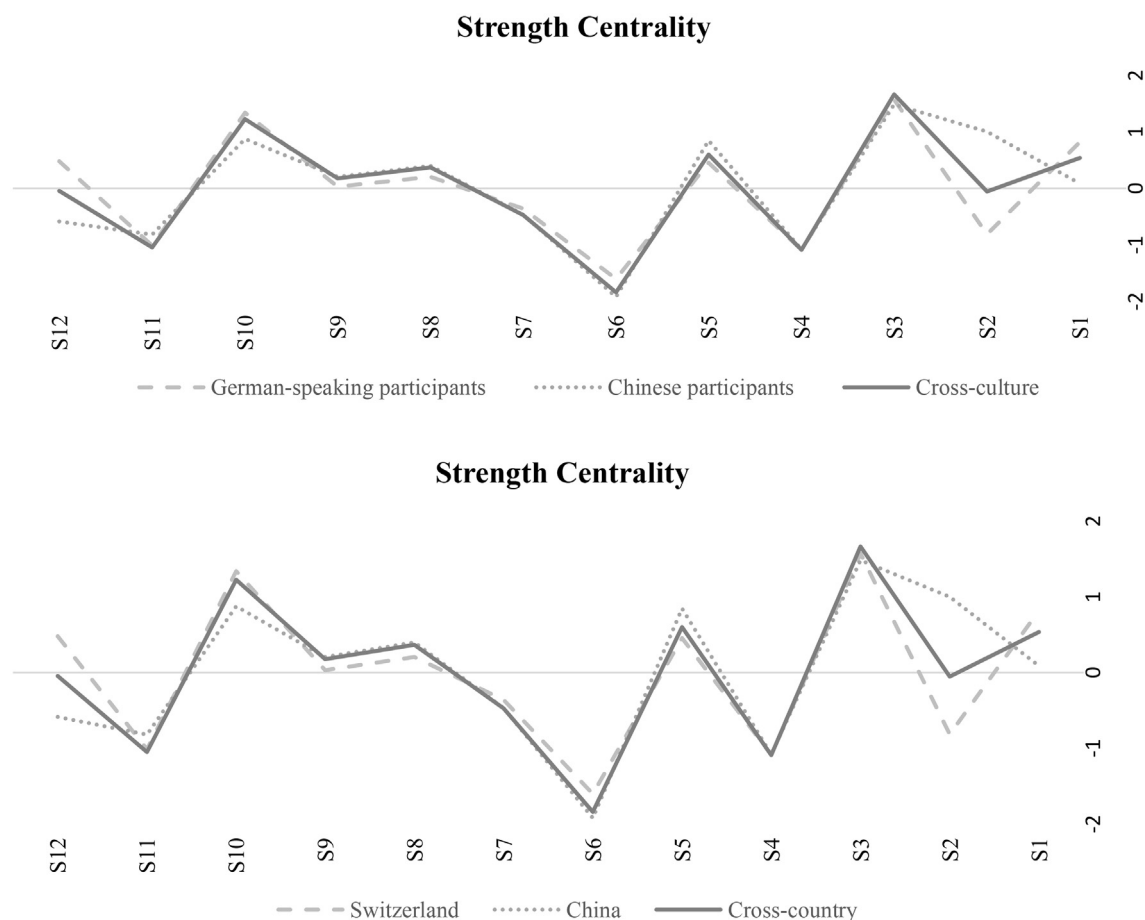 Strength Centrality
2
1
0
-1
-2
S12 S11 S10 S9 S8 S7 S6 S5 S4 S3 S2 S1
German-speaking participants Chinese participants Cross-culture
Strength Centrality
2
1
0
-1
-2
S12 S11 S10 S9 S8 S7 S6 S5 S4 S3 S2 S1
Switzerland China Cross-country